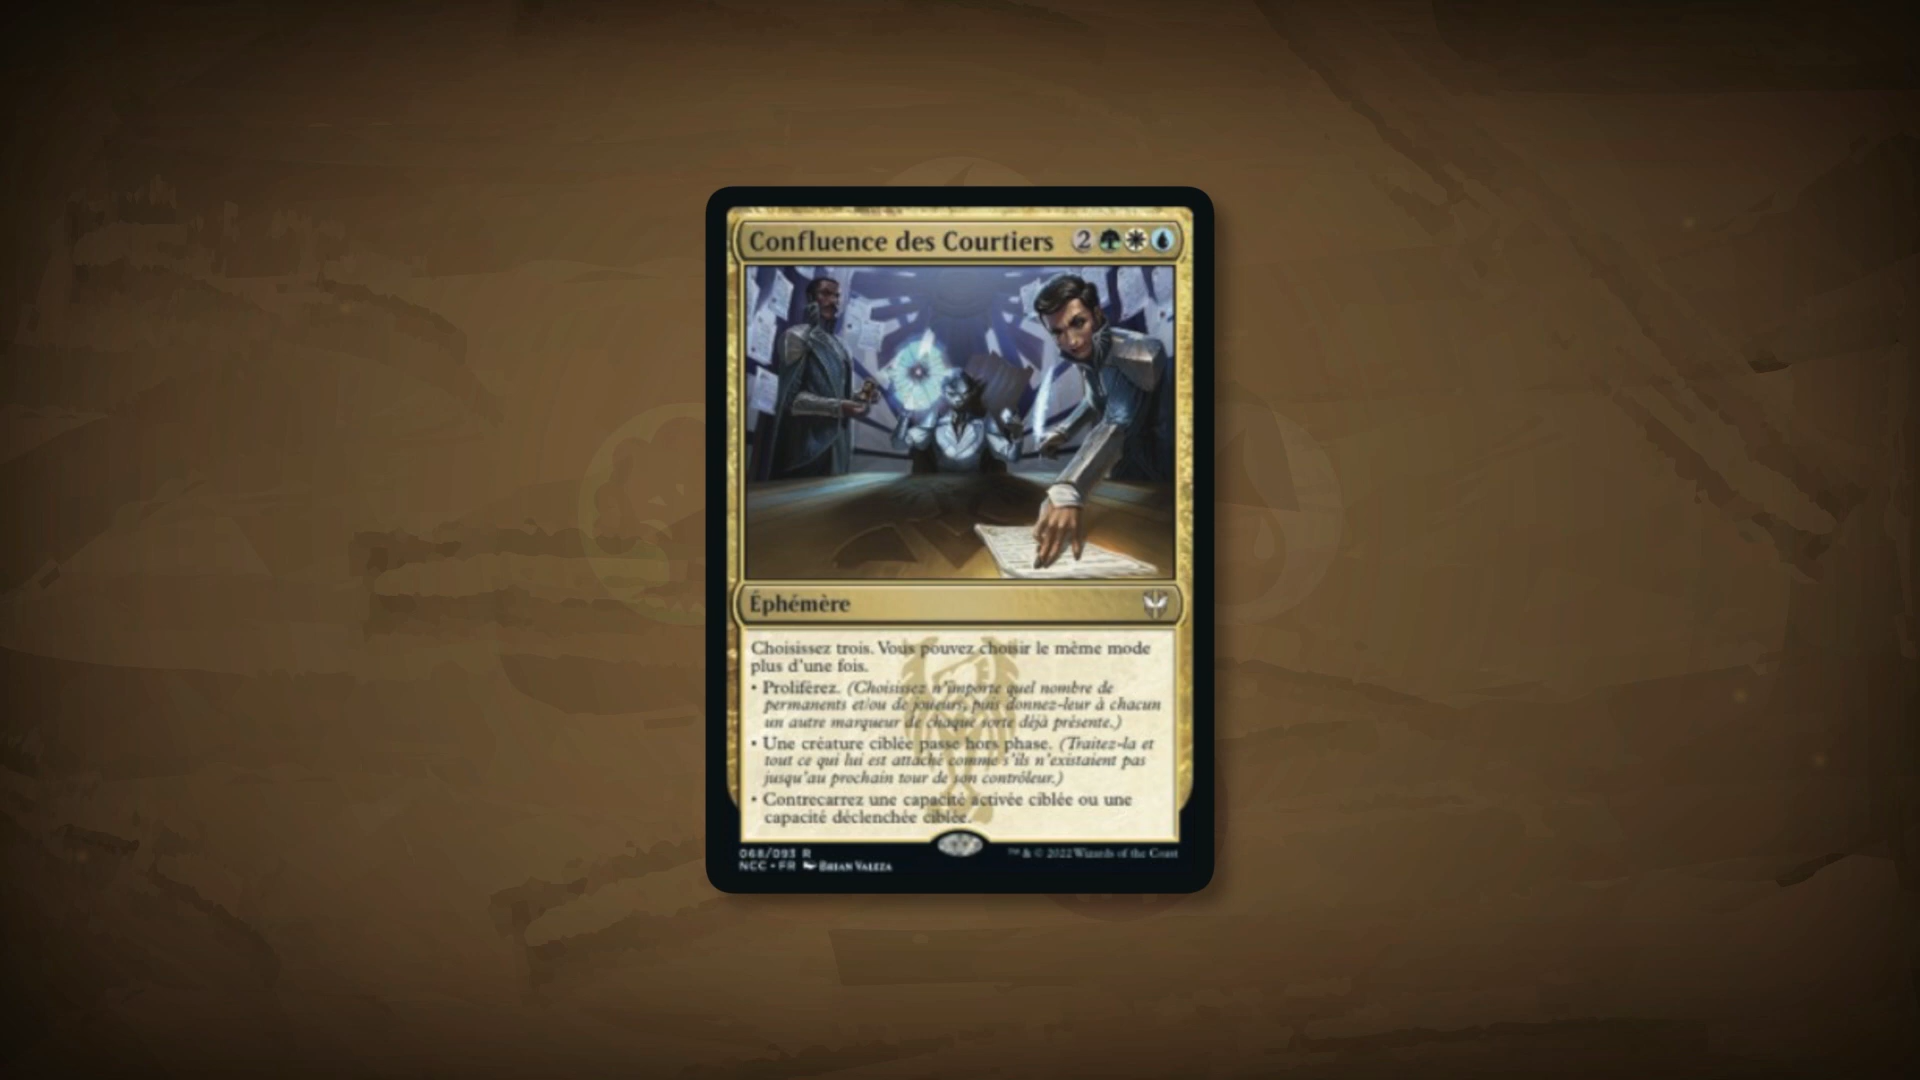 Confluence des Courtiers 2
Éphémère
Choisissez trois. Vous pouvez choisir le même mode
plus d'une fois.
• Proliférez. (Choisissez n'importe quel nombre de
permanents et/ou de joueurs, puis donnez-leur à chacun
un autre marqueur de chaque sorte déjà présente.)
• Une créature ciblée passe hors phase. (Traitez-la et
tout ce qui lui est attaché comme s'ils n'existaient pas
jusqu'au prochain tour de son contrôleur.)
• Contrecarrez une capacité activée ciblée ou une
capacité déclenchée ciblée.
068/093 R
NCC • FR Brian Valeza
™ & © 2022 Wizards of the Coast